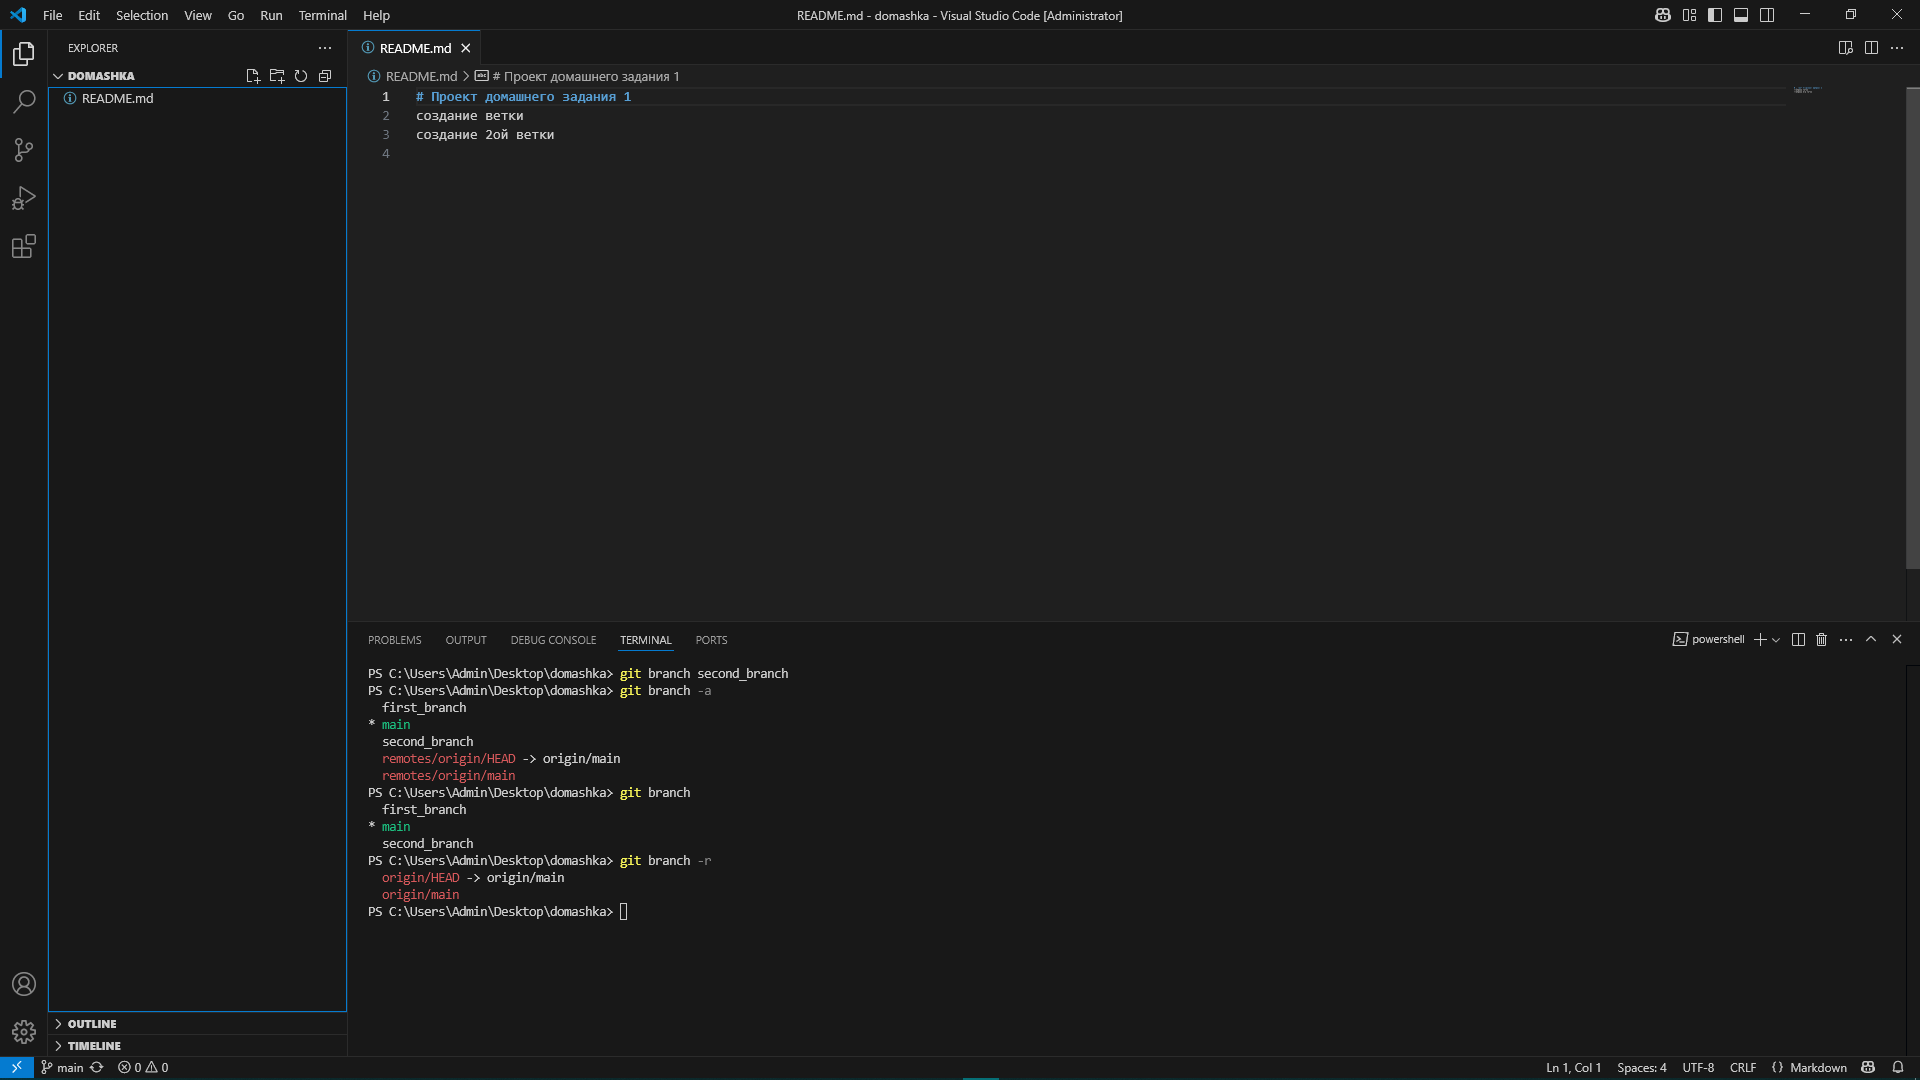 File Edit Selection View Go Run Terminal Help
README.md - domashka - Visual Studio Code [Administrator]
EXPLORER
DOMASHKA
README.md
README.md
README.md > # Проект домашнего задания 1
1 # Проект домашнего задания 1
2 создание ветки
3 создание 2ой ветки
4
PROBLEMS OUTPUT DEBUG CONSOLE TERMINAL PORTS
powershell
PS C:\Users\Admin\Desktop\domashka> git branch second_branch
PS C:\Users\Admin\Desktop\domashka> git branch -a
first_branch
* main
second_branch
remotes/origin/HEAD -> origin/main
remotes/origin/main
PS C:\Users\Admin\Desktop\domashka> git branch
first_branch
* main
second_branch
PS C:\Users\Admin\Desktop\domashka> git branch -r
origin/HEAD -> origin/main
origin/main
PS C:\Users\Admin\Desktop\domashka>
OUTLINE
TIMELINE
main 0 0
Ln 1, Col 1 Spaces: 4 UTF-8 CRLF {} Markdown